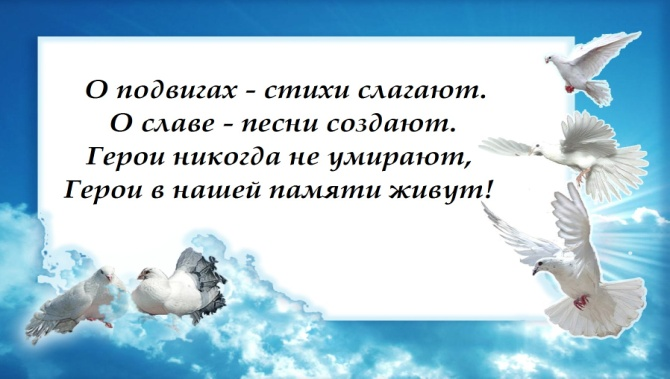 О подвигах - стихи слагают.
О славе - песни создают.
Герои никогда не умирают,
Герои в нашей памяти живут!